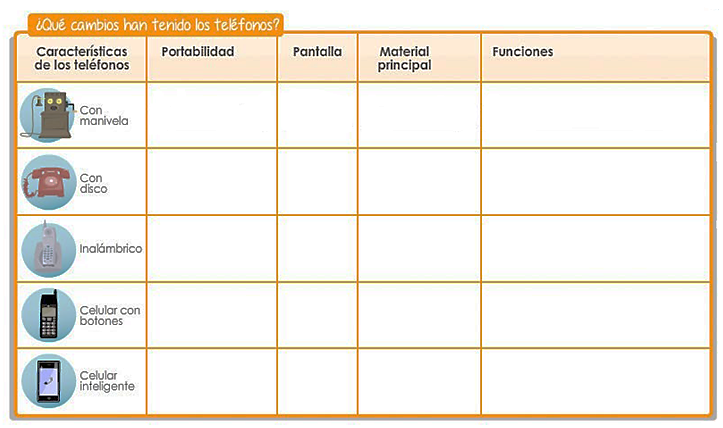 ¿Qué cambios han tenido los teléfonos?
Características
de los teléfonos
Portabilidad
Pantalla
Material
principal
Funciones
Con
manivela
Con
disco
Inalámbrico
Celular con
botones
Celular
inteligente